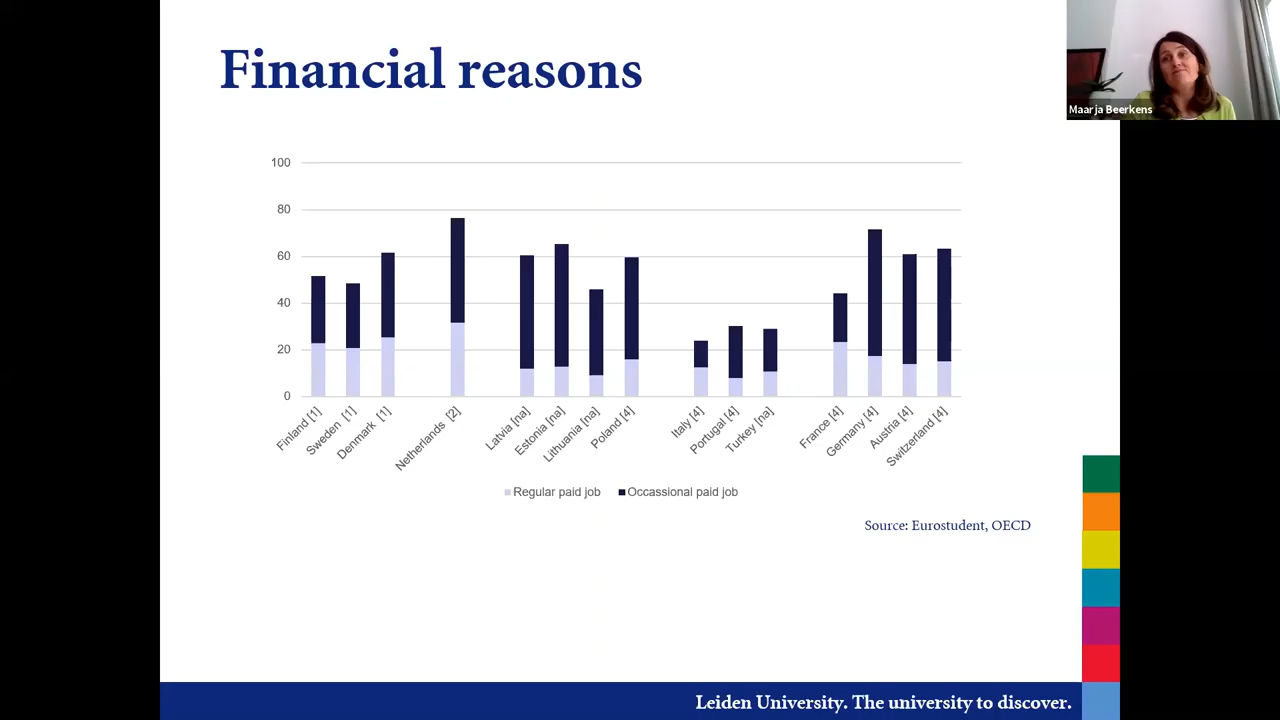 Financial reasons
Maarja Beerkens
100
80
60
40
20
0
Finland [1]
Sweden [1]
Denmark [1]
Netherlands [2]
Latvia [na]
Estonia [na]
Lithuania [na]
Poland [4]
Italy [4]
Portugal [4]
Turkey [na]
France [4]
Germany [4]
Austria [4]
Switzerland [4]
Regular paid job Occassional paid job
Source: Eurostudent, OECD
Leiden University. The university to discover.